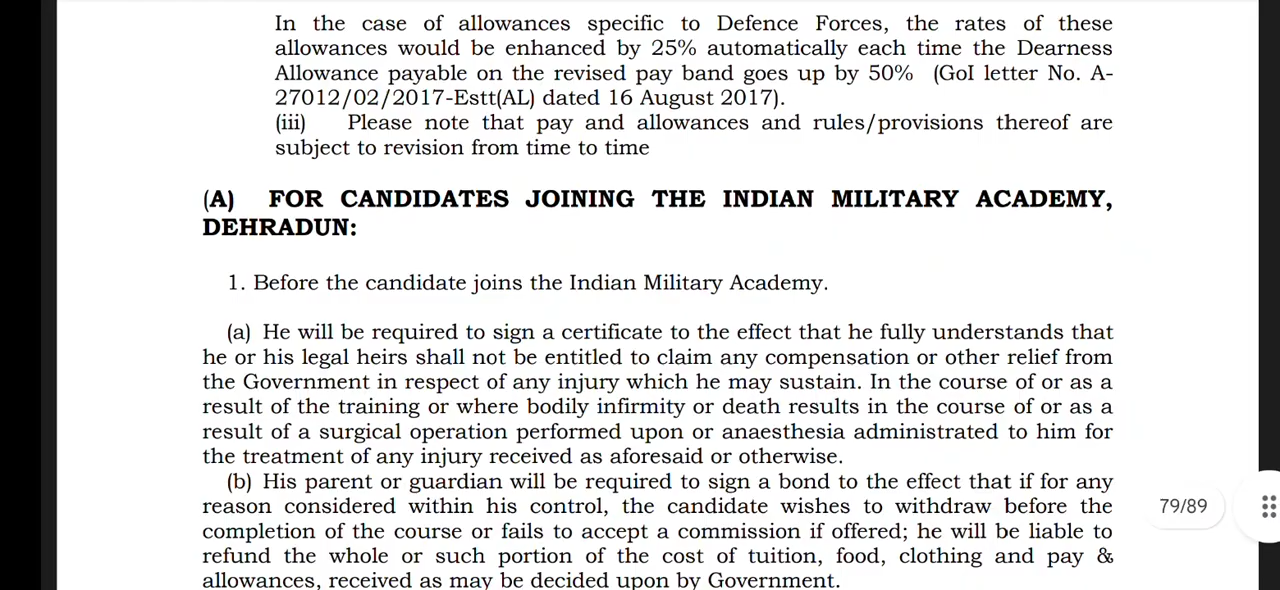 In the case of allowances specific to Defence Forces, the rates of these
allowances would be enhanced by 25% automatically each time the Dearness
Allowance payable on the revised pay band goes up by 50% (GoI letter No. A-
27012/02/2017-Estt(AL) dated 16 August 2017).
(iii) Please note that pay and allowances and rules/provisions thereof are
subject to revision from time to time
(A) FOR CANDIDATES JOINING THE INDIAN MILITARY ACADEMY,
DEHRADUN:
1. Before the candidate joins the Indian Military Academy.
(a) He will be required to sign a certificate to the effect that he fully understands that
he or his legal heirs shall not be entitled to claim any compensation or other relief from
the Government in respect of any injury which he may sustain. In the course of or as a
result of the training or where bodily infirmity or death results in the course of or as a
result of a surgical operation performed upon or anaesthesia administrated to him for
the treatment of any injury received as aforesaid or otherwise.
(b) His parent or guardian will be required to sign a bond to the effect that if for any
reason considered within his control, the candidate wishes to withdraw before the
completion of the course or fails to accept a commission if offered; he will be liable to
refund the whole or such portion of the cost of tuition, food, clothing and pay &
allowances, received as may be decided upon by Government.
79/89